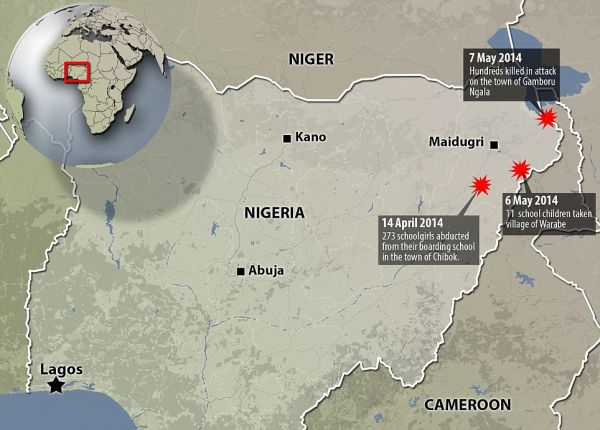 NIGER
7 May 2014
Hundreds killed in attack
on the town of Gamboru
Ngala
Kano
Maidugri
NIGERIA
14 April 2014
273 schoolgirls abducted
from their boarding school
in the town of Chibok.
6 May 2014
11 school children taken
village of Warabe
Abuja
Lagos
CAMEROON